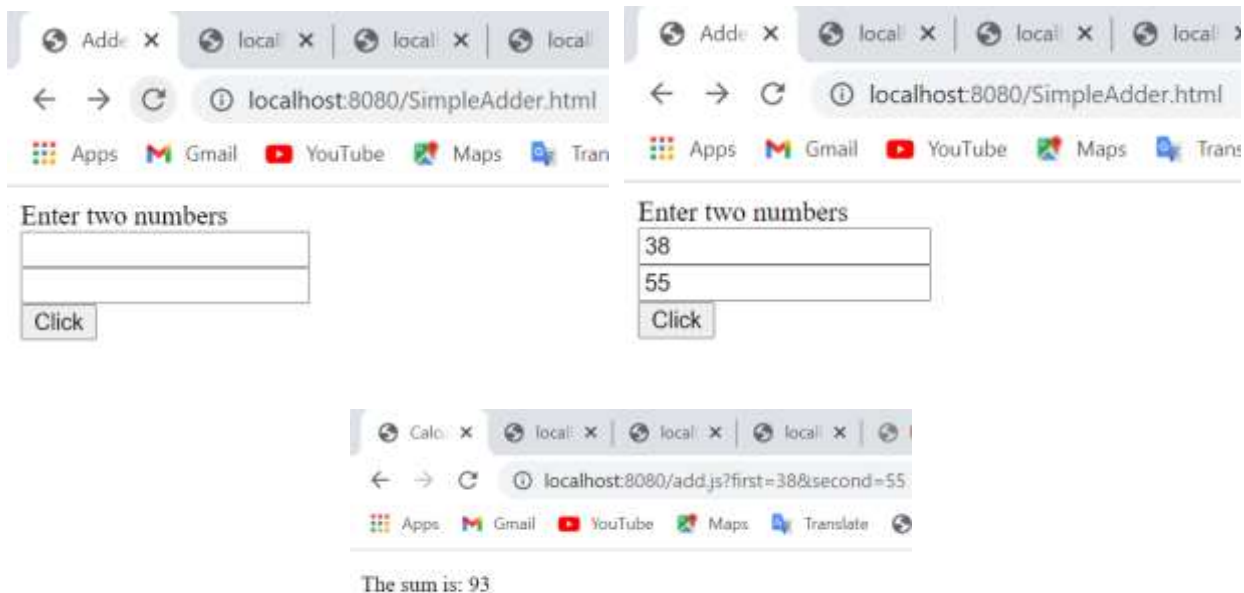 Adde
local
local
local
localhost:8080/SimpleAdder.html
Apps Gmail YouTube Maps Tran
Enter two numbers
Click
Adde
local
local
local
localhost:8080/SimpleAdder.html
Apps Gmail YouTube Maps Trans
Enter two numbers
38
55
Click
Calc
local
local
local
localhost:8080/add.js?first=38&second=55
Apps Gmail YouTube Maps Translate
The sum is: 93